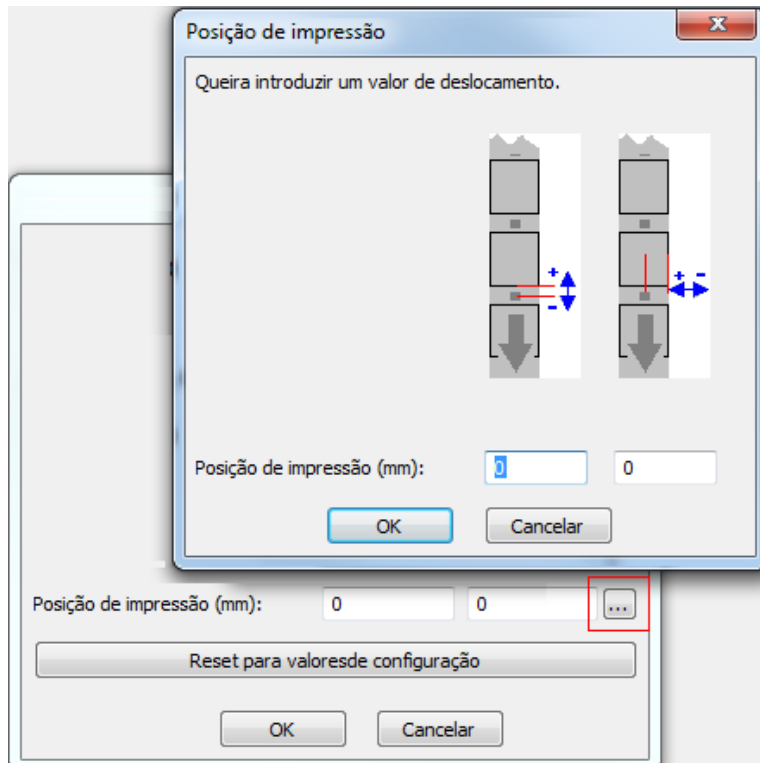 Posição de impressão
Queira introduzir um valor de deslocamento.
+
-
+ -
Posição de impressão (mm): 0 0
OK Cancelar
Posição de impressão (mm): 0 0 ...
Reset para valoresde configuração
OK Cancelar